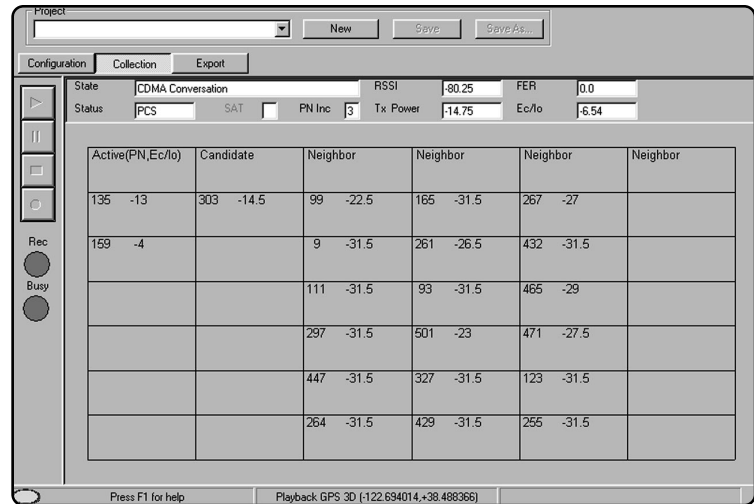 Project
New Save Save As...
Configuration Collection Export
State CDMA Conversation RSSI -80.25 FER 0.0
Status PCS SAT PN Inc 3 Tx Power -14.75 Ec/Io -6.54
Active(PN,Ec/Io) Candidate Neighbor Neighbor Neighbor Neighbor
135 -13 303 -14.5 99 -22.5 165 -31.5 267 -27
159 -4 9 -31.5 261 -26.5 432 -31.5
111 -31.5 93 -31.5 465 -29
297 -31.5 501 -23 471 -27.5
447 -31.5 327 -31.5 123 -31.5
264 -31.5 429 -31.5 255 -31.5
Rec
Busy
Press F1 for help Playback GPS 3D (-122.694014,+38.488366)